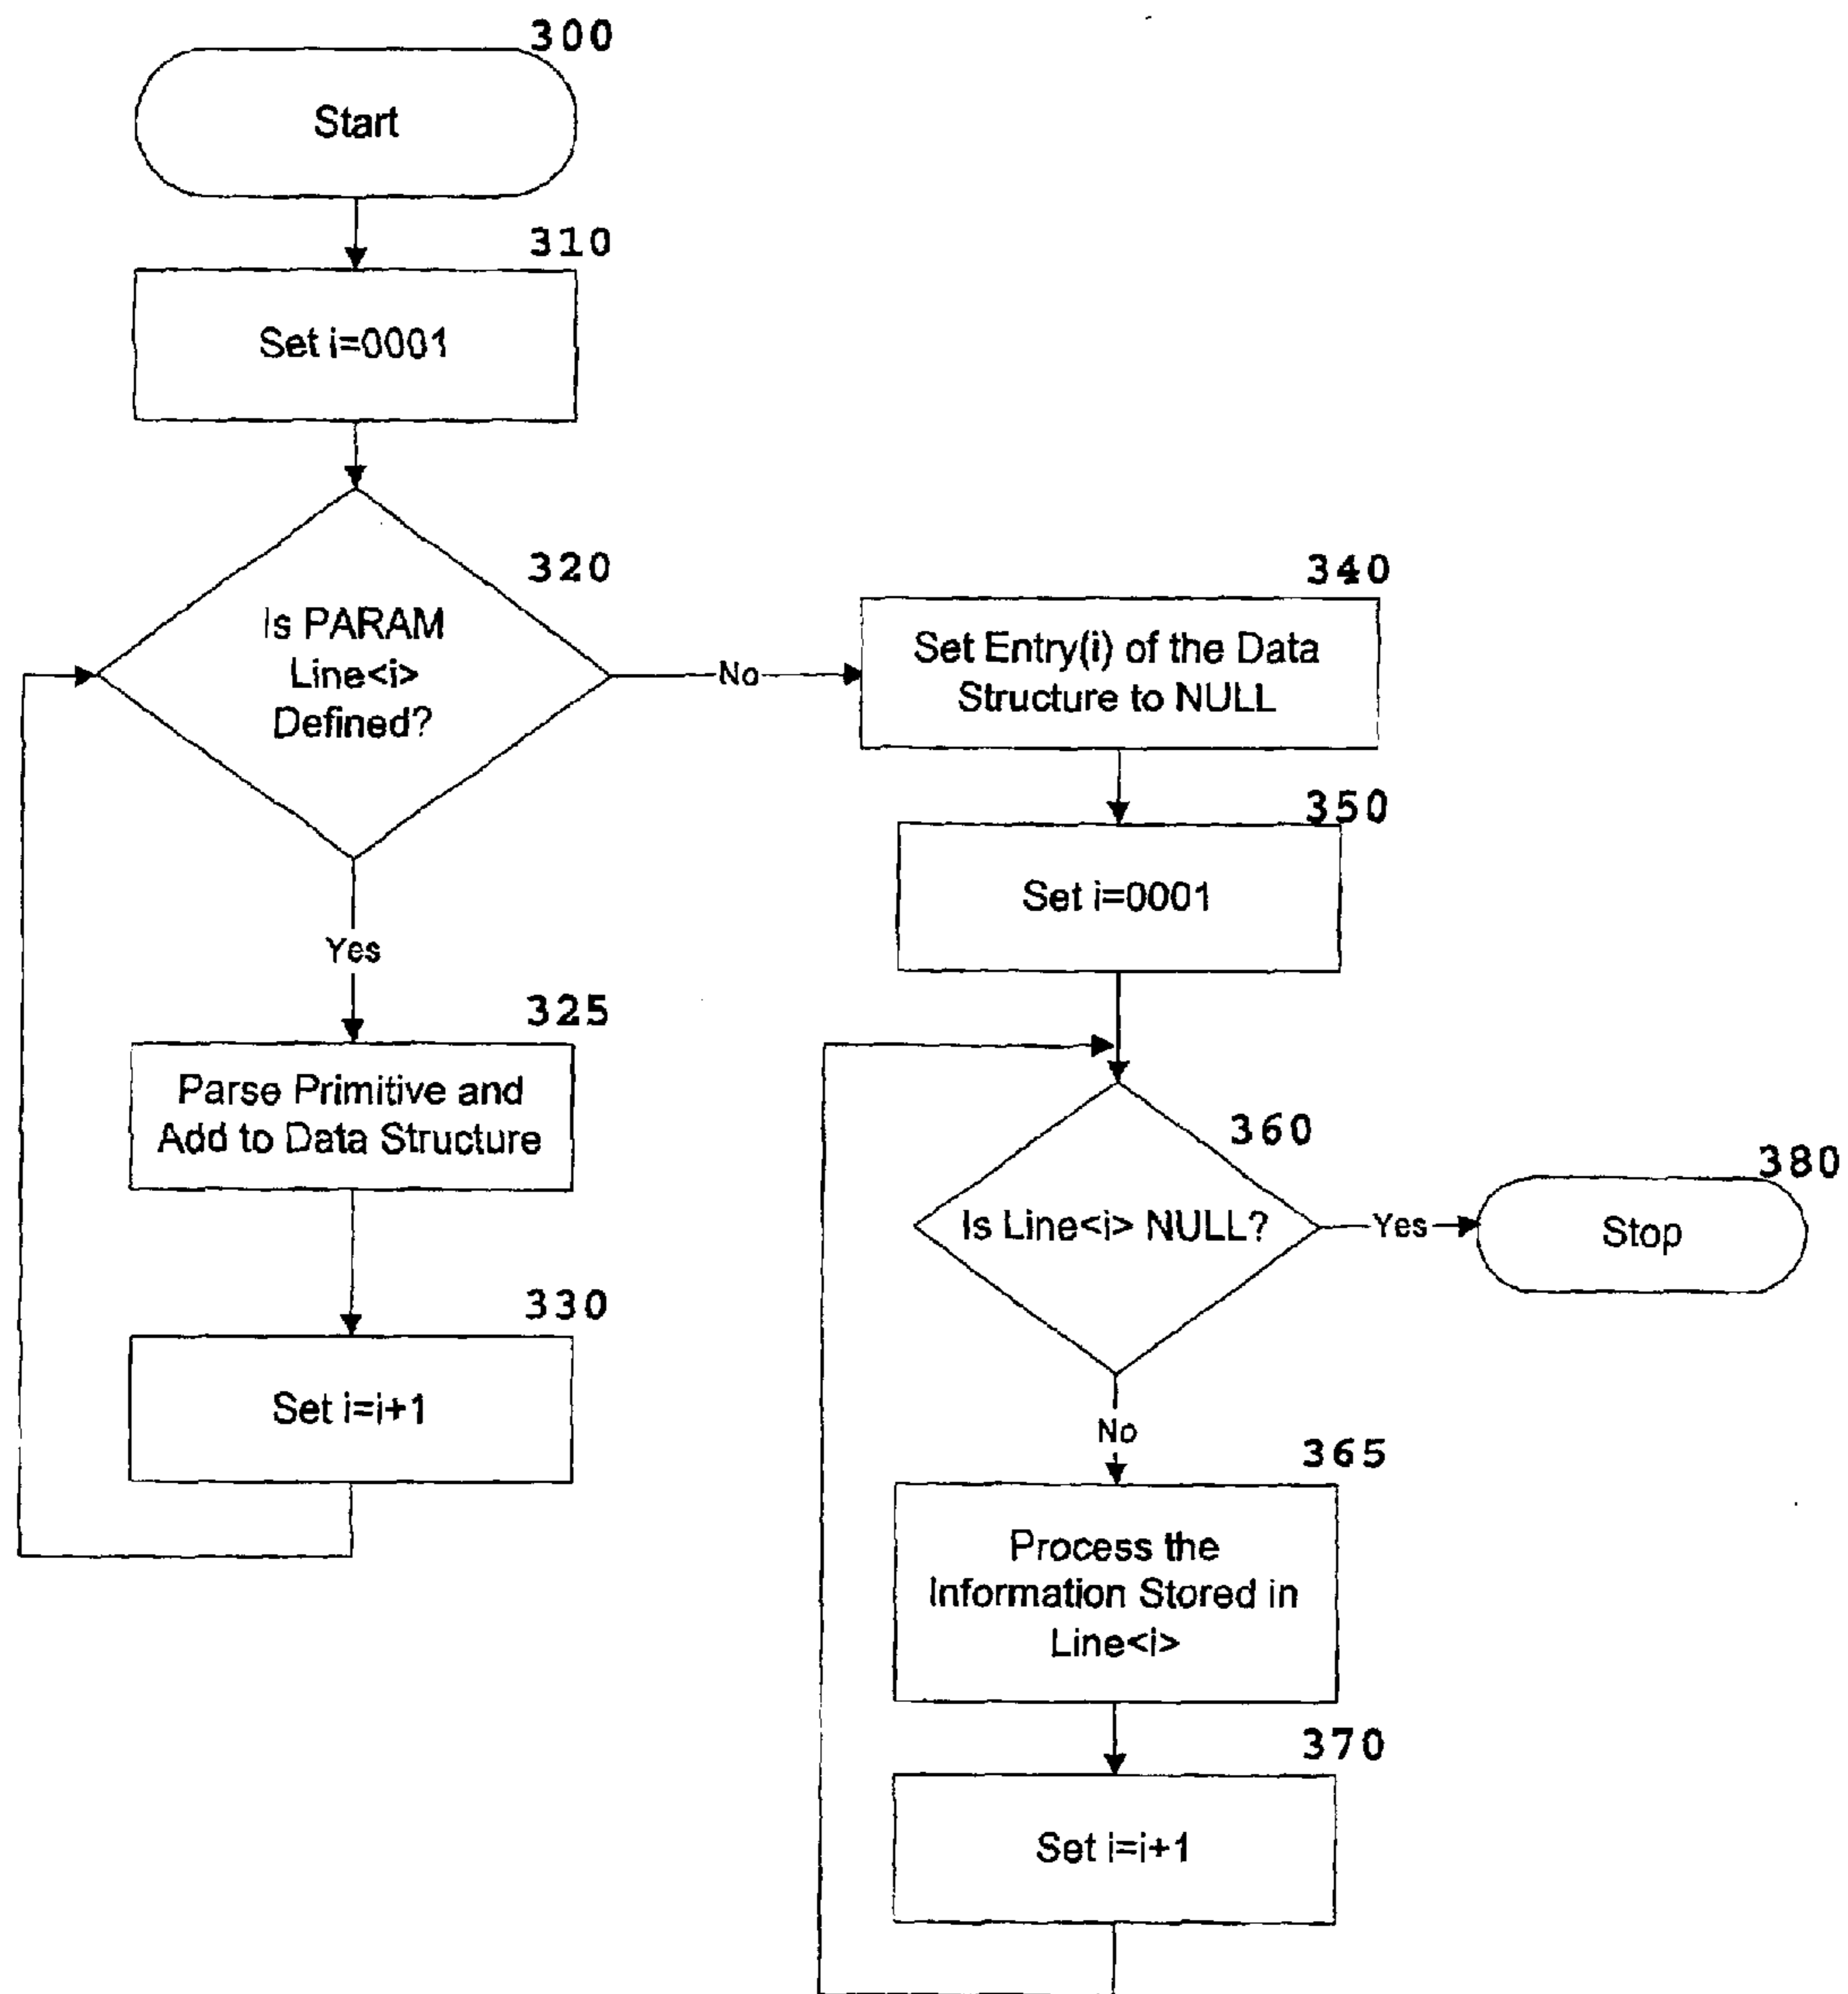 300
Start
310
Set i=0001
320
Is PARAM
Line<i>
Defined?
No
Yes
325
Parse Primitive and
Add to Data Structure
330
Set i=i+1
340
Set Entry(i) of the Data
Structure to NULL
350
Set i=0001
360
Is Line<i> NULL?
Yes
380
Stop
No
365
Process the
Information Stored in
Line<i>
370
Set i=i+1